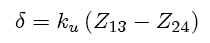 δ = k_u (Z_13 − Z_24)